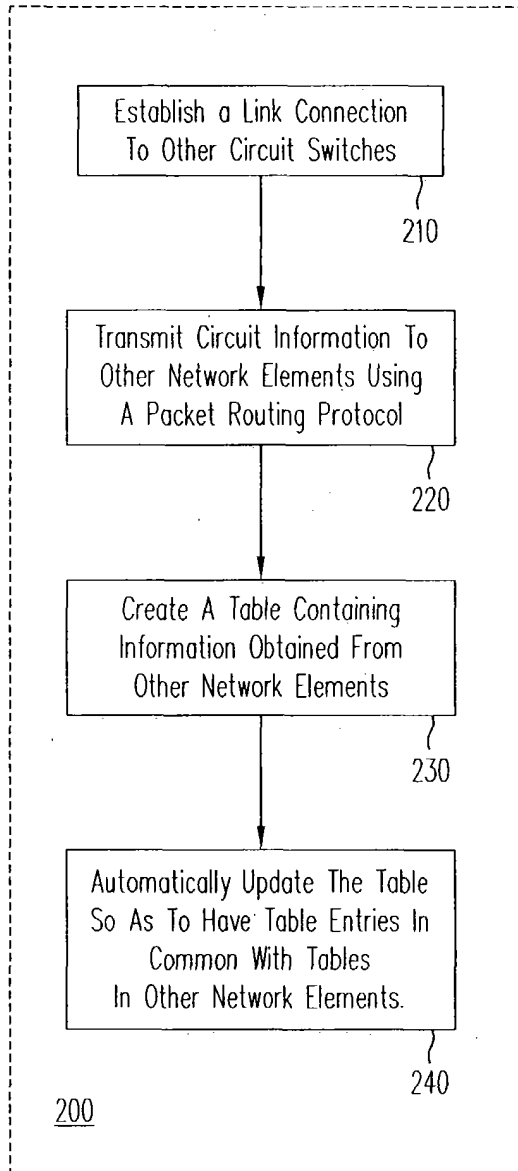 Establish a Link Connection
To Other Circuit Switches
210
Transmit Circuit Information To
Other Network Elements Using
A Packet Routing Protocol
220
Create A Table Containing
Information Obtained From
Other Network Elements
230
Automatically Update The Table
So As To Have Table Entries In
Common With Tables
In Other Network Elements.
240
200